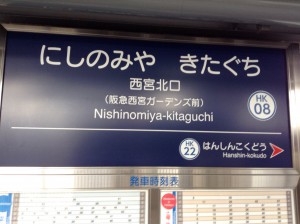 にしのみや きたぐち
西宮北口
（阪急西宮ガーデンズ前）
Nishinomiya-kitaguchi
HK
08
HK
22
はんしんこくどう
Hanshin-kokudo
発車時刻表